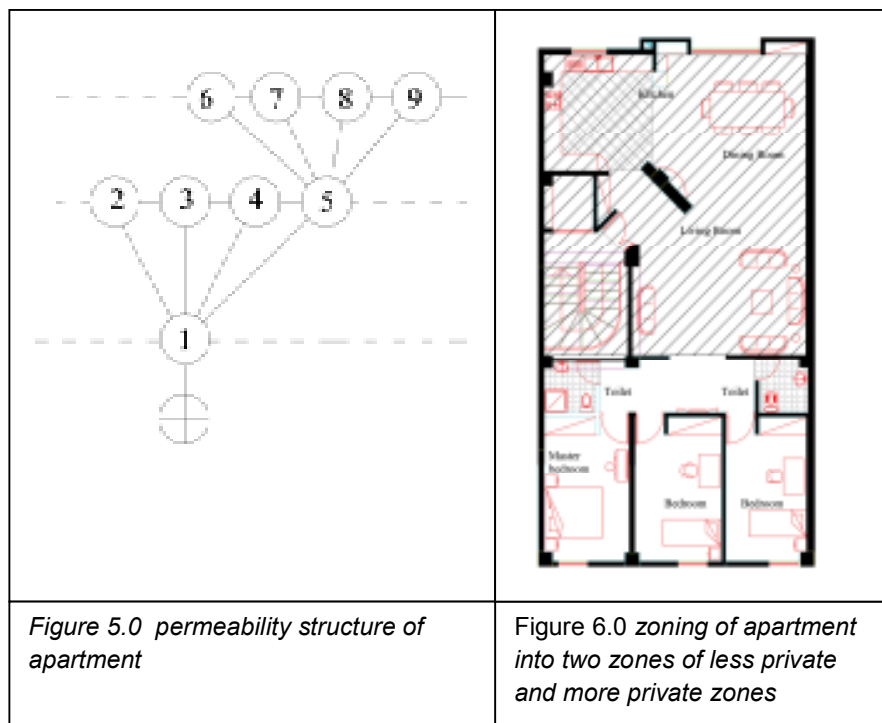 6 7 8 9
2 3 4 5
1
Kitchen
Dining Room
Living Room
Toilet Toilet
Master
bedroom
Bedroom Bedroom
Figure 5.0 permeability structure of
apartment
Figure 6.0 zoning of apartment
into two zones of less private
and more private zones